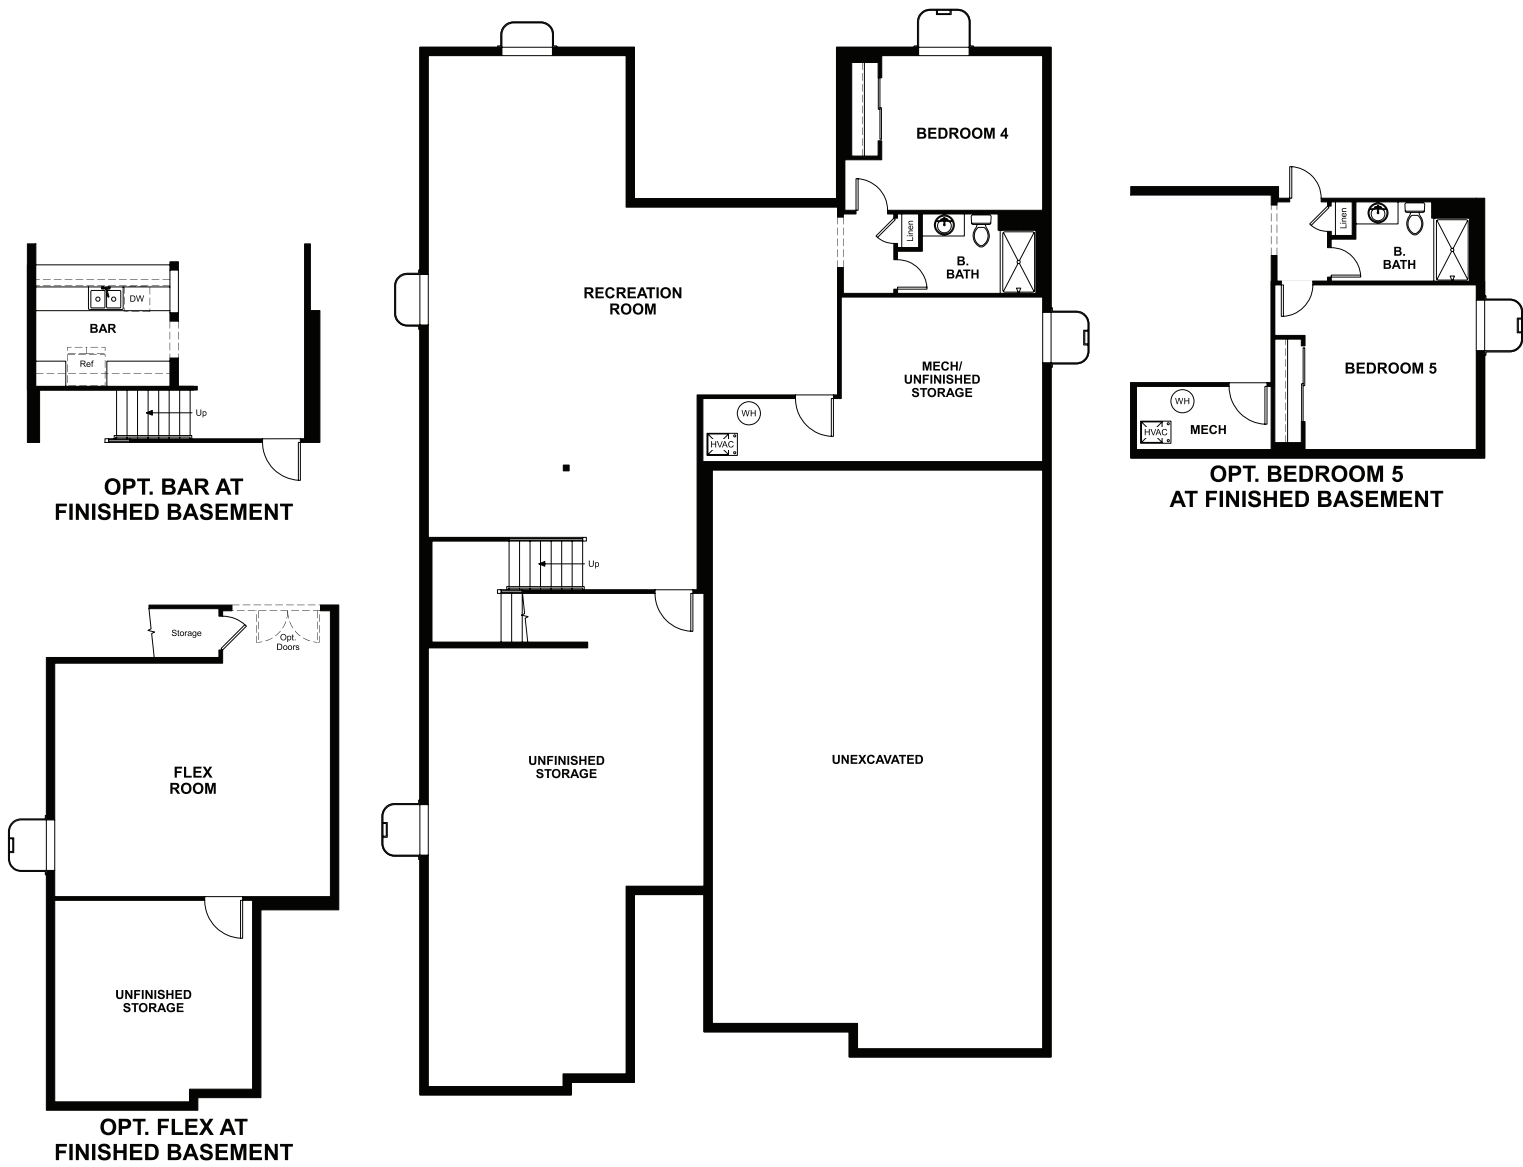 DW
BAR
Ref
Up
OPT. BAR AT
FINISHED BASEMENT
Storage
Opt.
Doors
FLEX
ROOM
UNFINISHED
STORAGE
OPT. FLEX AT
FINISHED BASEMENT
BEDROOM 4
Linen
B.
BATH
RECREATION
ROOM
MECH/
UNFINISHED
STORAGE
WH
HVAC
Up
UNFINISHED
STORAGE
UNEXCAVATED
Linen
B.
BATH
BEDROOM 5
WH
HVAC
MECH
OPT. BEDROOM 5
AT FINISHED BASEMENT